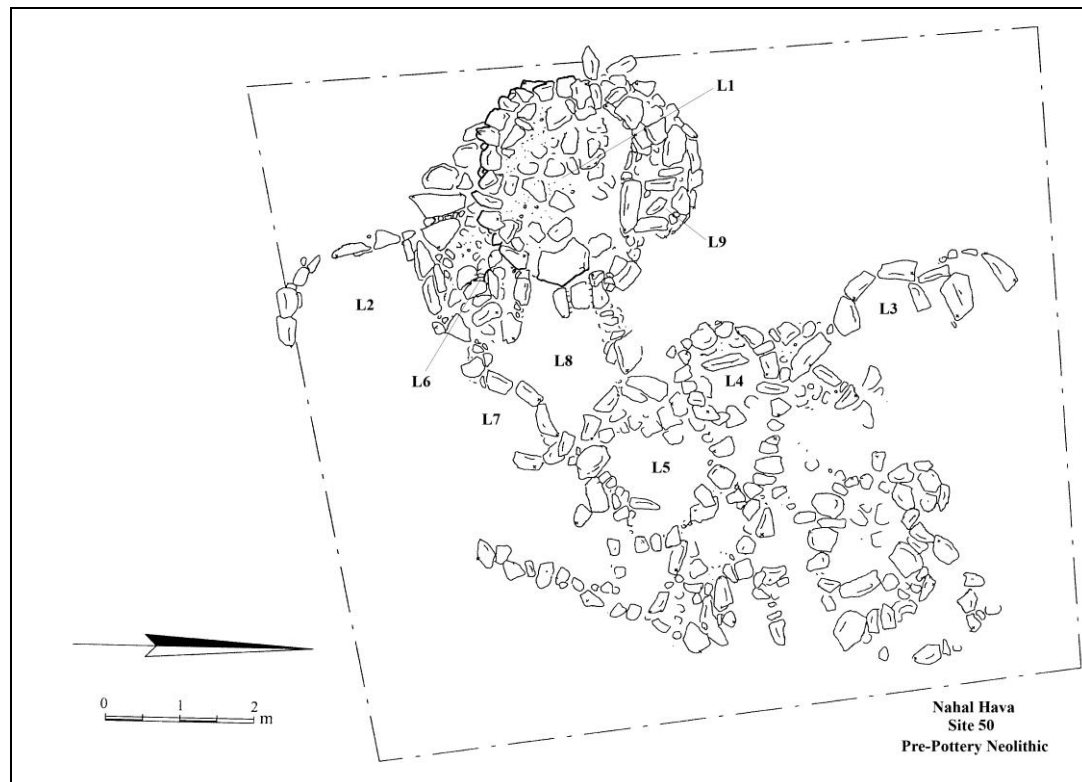 L1
L9
L2
L3
L6
L8
L4
L7
L5
0 1 2
m
Nahal Hava
Site 50
Pre-Pottery Neolithic